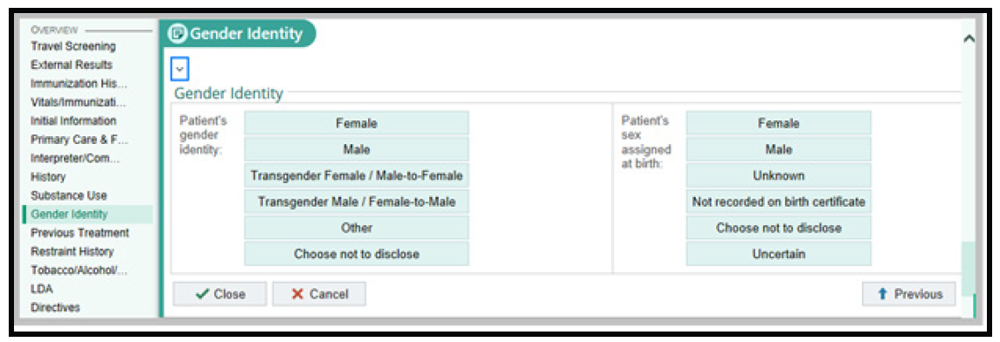 OVERVIEW
Travel Screening
External Results
Immunization His...
Vitals/Immunizati...
Initial Information
Primary Care & F...
Interpreter/Com...
History
Substance Use
Gender Identity
Previous Treatment
Restraint History
Tobacco/Alcohol/...
LDA
Directives
Gender Identity
Gender Identity
Patient's
gender
identity:
Female
Male
Transgender Female / Male-to-Female
Transgender Male / Female-to-Male
Other
Choose not to disclose
Patient's
sex
assigned
at birth:
Female
Male
Unknown
Not recorded on birth certificate
Choose not to disclose
Uncertain
Close
Cancel
Previous